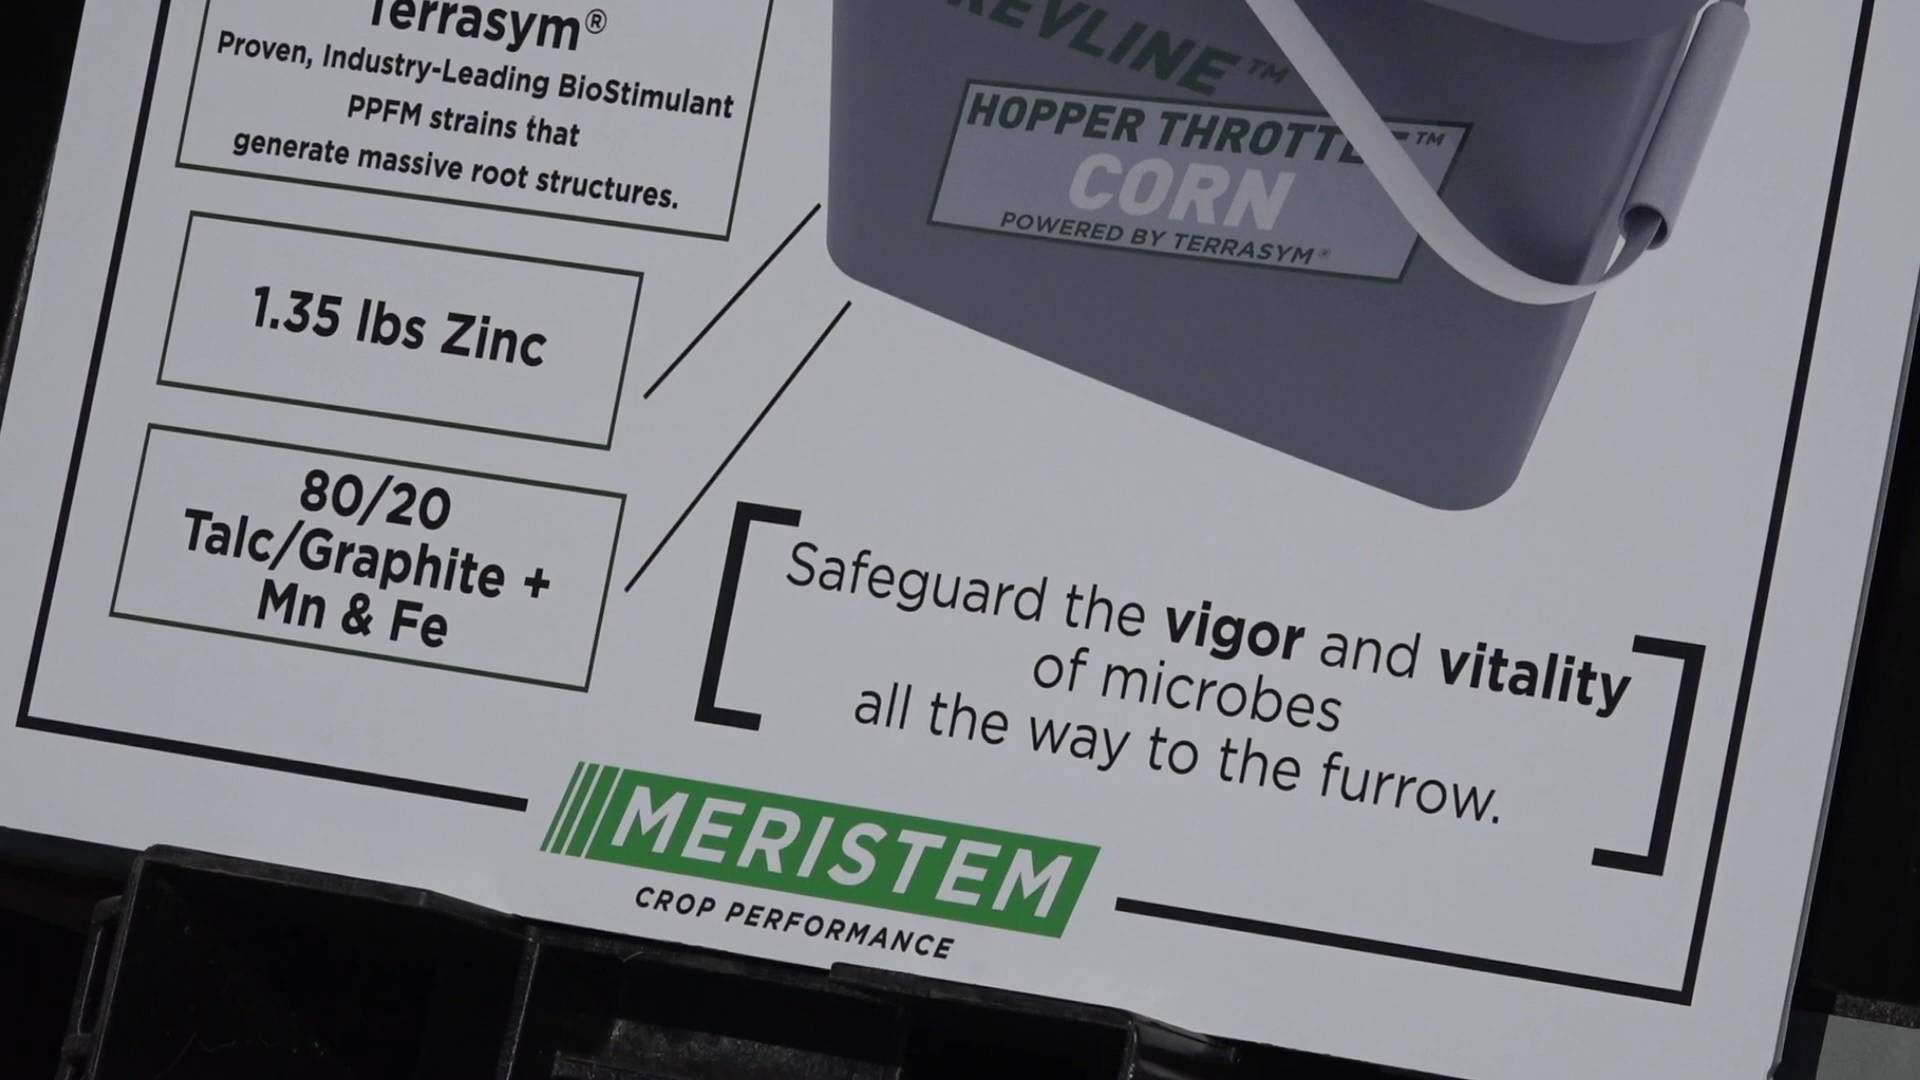 Terrasym®
Proven, Industry-Leading BioStimulant
PPFM strains that
generate massive root structures.
1.35 lbs Zinc
80/20
Talc/Graphite +
Mn & Fe
REVLINE™
HOPPER THROTTLE™
CORN
POWERED BY TERRASYM®
Safeguard the vigor and vitality
of microbes
all the way to the furrow.
MERISTEM
CROP PERFORMANCE